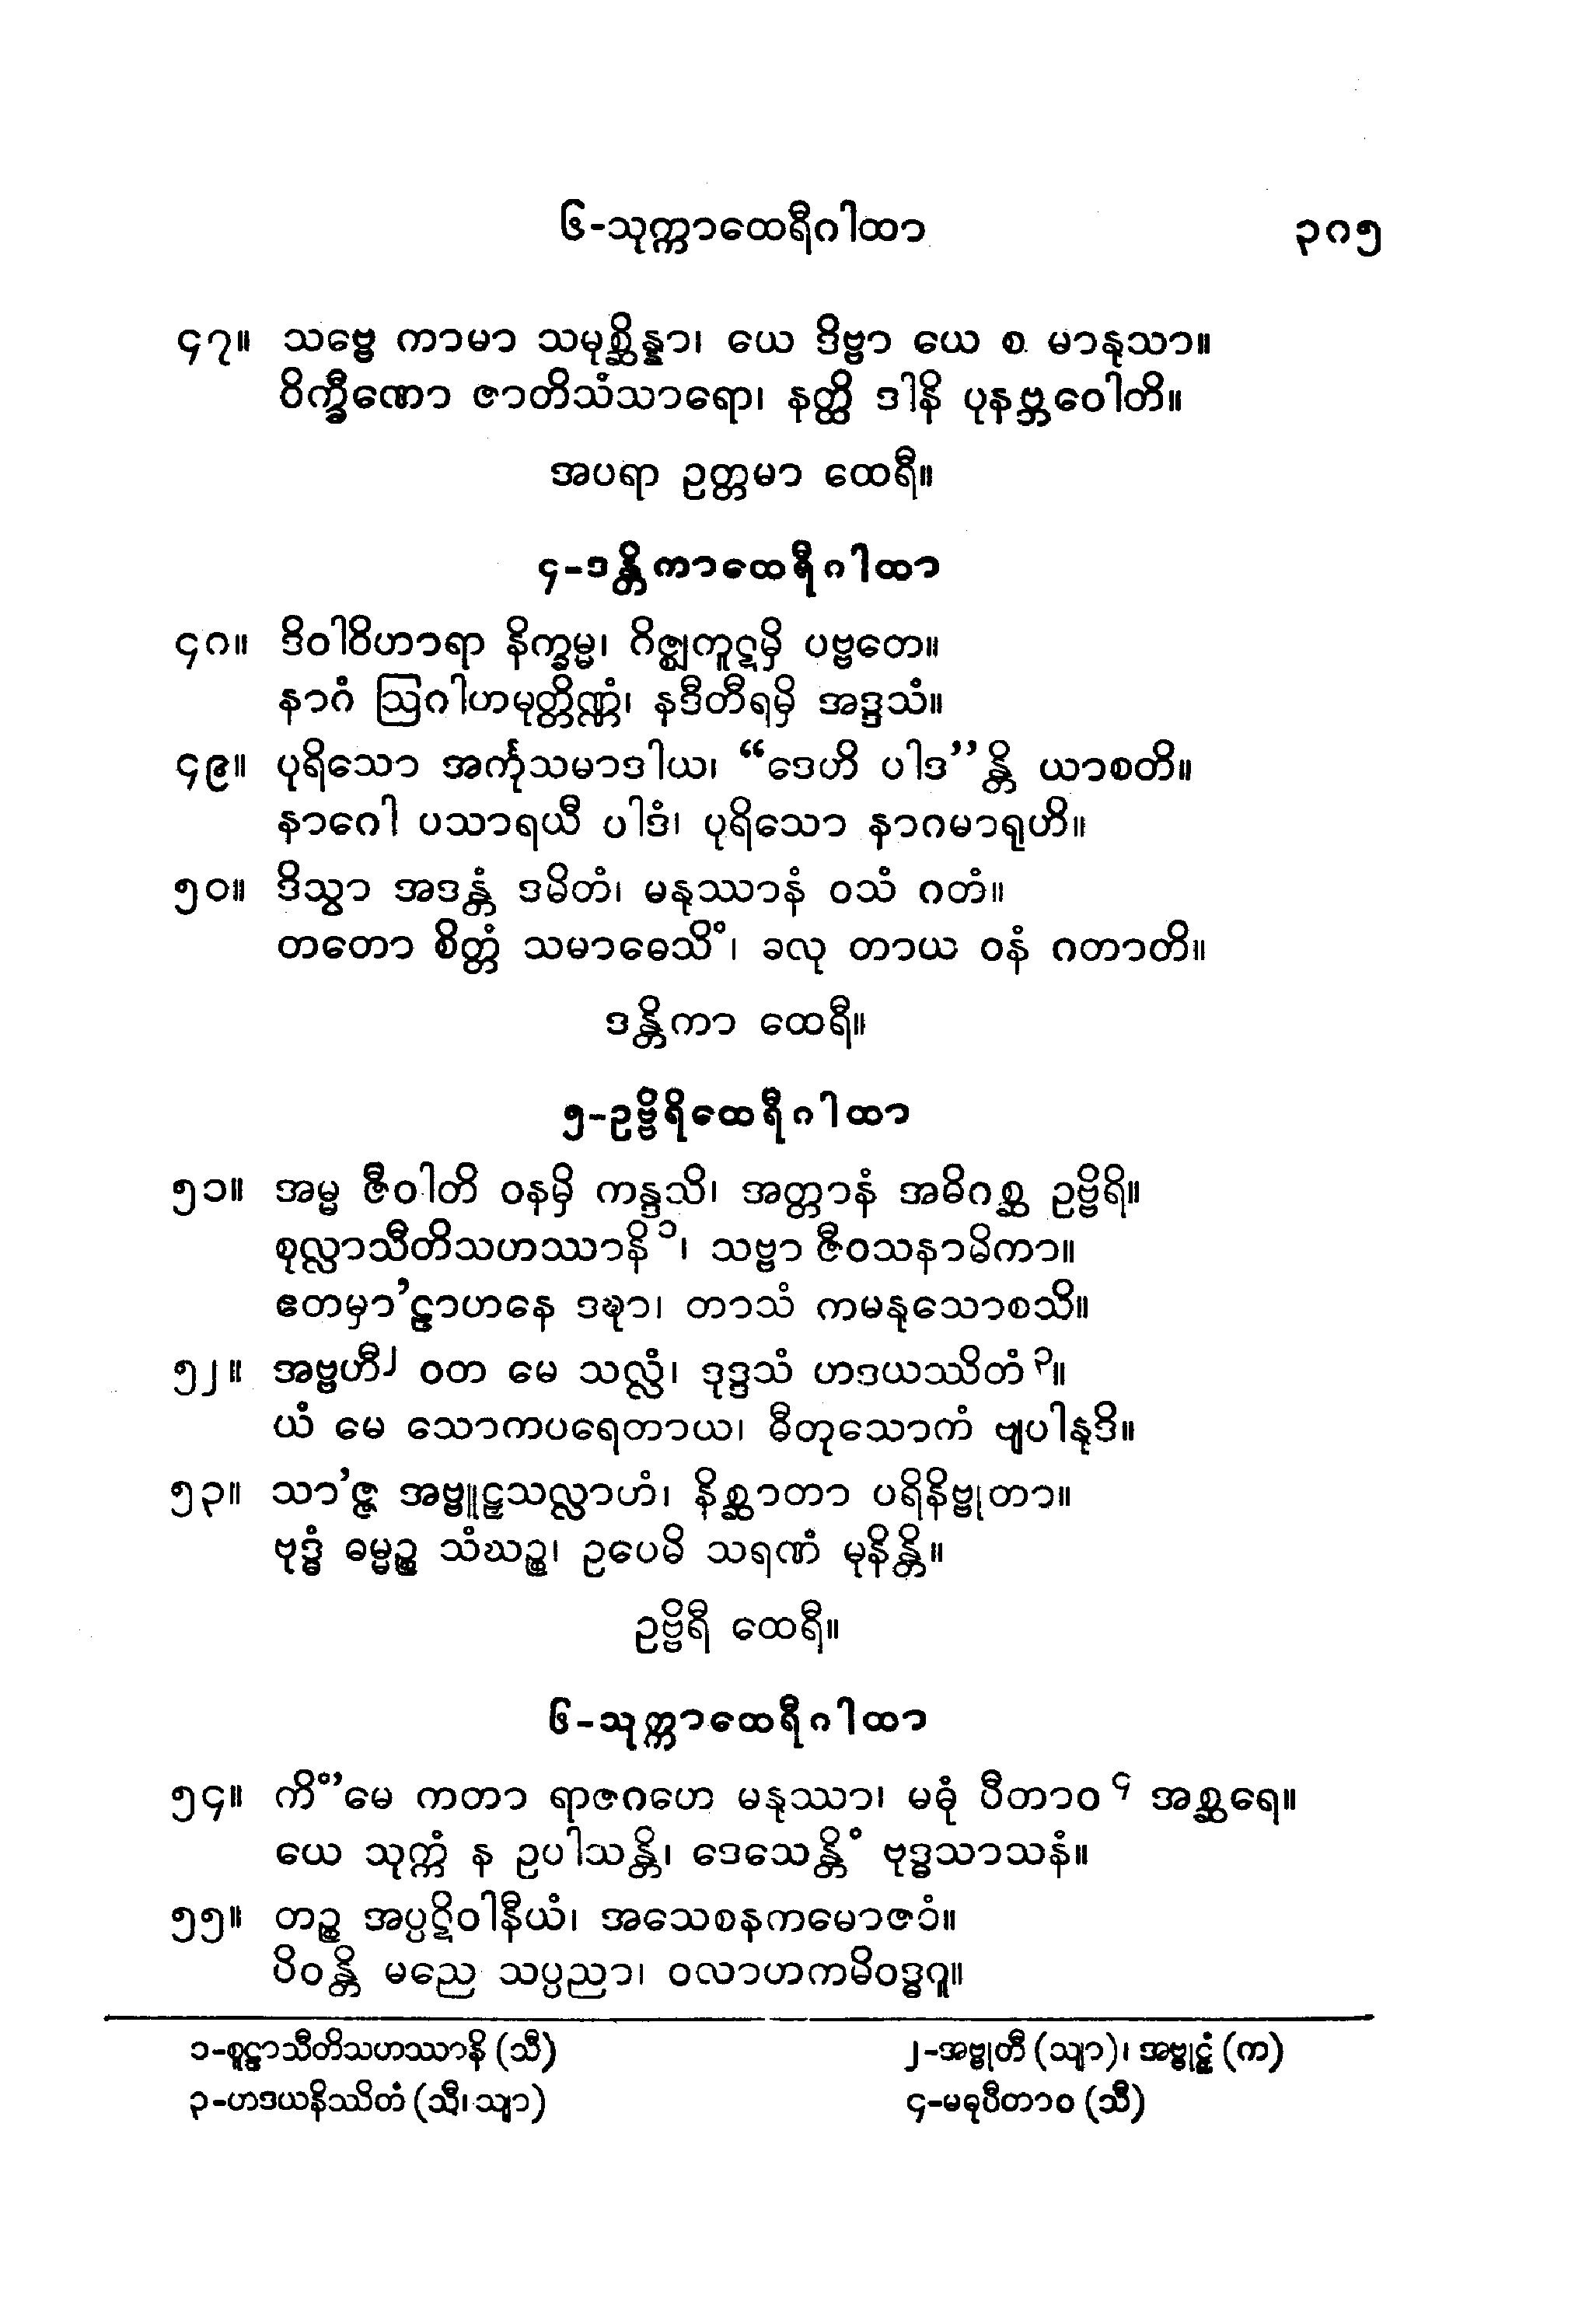 ၆-သုက္ကာထေရီဂါထာ ၃၈၅
၄၇။ သဗ္ဗေ ကာမာ သမုစ္ဆိန္နာ၊ ယေ ဒိဗ္ဗာ ယေ စ မာနုသာ။
ဝိက္ခီဏော ဇာတိသံသာရော၊ နတ္ထိ ဒါနိ ပုနဗ္ဘဝေါတိ။
အပရာ ဥတ္တမာ ထေရီ။
၄-ဒန္တိကာထေရီဂါထာ
၄၈။ ဒိဝါဝိဟာရာ နိက္ခမ္မ၊ ဂိဇ္ဈကူဋမှိ ပဗ္ဗတေ။
နာဂံ ဩဂါဟမုတ္တိဏ္ဏံ၊ နဒီတီရမှိ အဒ္ဒသံ။
၄၉။ ပုရိသော အင်္ကုသမာဒါယ၊ “ဒေဟိ ပါဒ”န္တိ ယာစတိ။
နာဂေါ ပသာရယီ ပါဒံ၊ ပုရိသော နာဂမာရုဟိ။
၅၀။ ဒိသွာ အဒန္တံ ဒမိတံ၊ မနုဿာနံ ဝသံ ဂတံ။
တတော စိတ္တံ သမာဓေသိံ၊ ခလု တာယ ဝနံ ဂတာတိ။
ဒန္တိကာ ထေရီ။
၅-ဥဗ္ဗိရိထေရီဂါထာ
၅၁။ အမ္မ ဇီဝါတိ ဝနမှိ ကန္ဒသိ၊ အတ္တာနံ အဓိဂစ္ဆ ဥဗ္ဗိရိ။
စုလ္လာသီတိသဟဿာနိ ၁၊ သဗ္ဗာ ဇီဝသနာမိကာ။
ဧတမှာ’ဠာဟနေ ဒဍ္ဎာ၊ တာသံ ကမနုသောစသိ။
၅၂။ အဗ္ဗဟီ၂ ဝတ မေ သလ္လံ၊ ဒုဒ္ဒသံ ဟဒယဿိတံ ၃။
ယံ မေ သောကပရေတာယ၊ ဓီတုသောကံ ဗျပါနုဒိ။
၅၃။ သာ’ဇ္ဇ အဗ္ဗူဠှသလ္လာဟံ၊ နိစ္ဆာတာ ပရိနိဗ္ဗုတာ။
ဗုဒ္ဓံ ဓမ္မဉ္စ သံဃဉ္စ၊ ဥပေမိ သရဏံ မုနိန္တိ။
ဥဗ္ဗိရီ ထေရီ။
၆-သုက္ကာထေရီဂါထာ
၅၄။ ကိံ’မေ ကတာ ရာဇဂဟေ မနုဿာ၊ မဓုံ ပီတာဝ ၄ အစ္ဆရေ။
ယေ သုက္ကံ န ဥပါသန္တိ၊ ဒေသေန္တိံ ဗုဒ္ဓသာသနံ။
၅၅။ တဉ္စ အပ္ပဋိဝါနီယံ၊ အသေစနကမောဇဝံ။
ပိဝန္တိ မညေ သပ္ပညာ၊ ဝလာဟကမိဝဒ္ဓဂူ။
၁-စူဠာသီတိသဟဿာနိ (သီ) ၂-အဗ္ဗုတီ (သျာ)၊ အဗ္ဗုဠှံ (က)
၃-ဟဒယနိဿိတံ (သီ၊ သျာ) ၄-မဓုပီတာဝ (သီ)